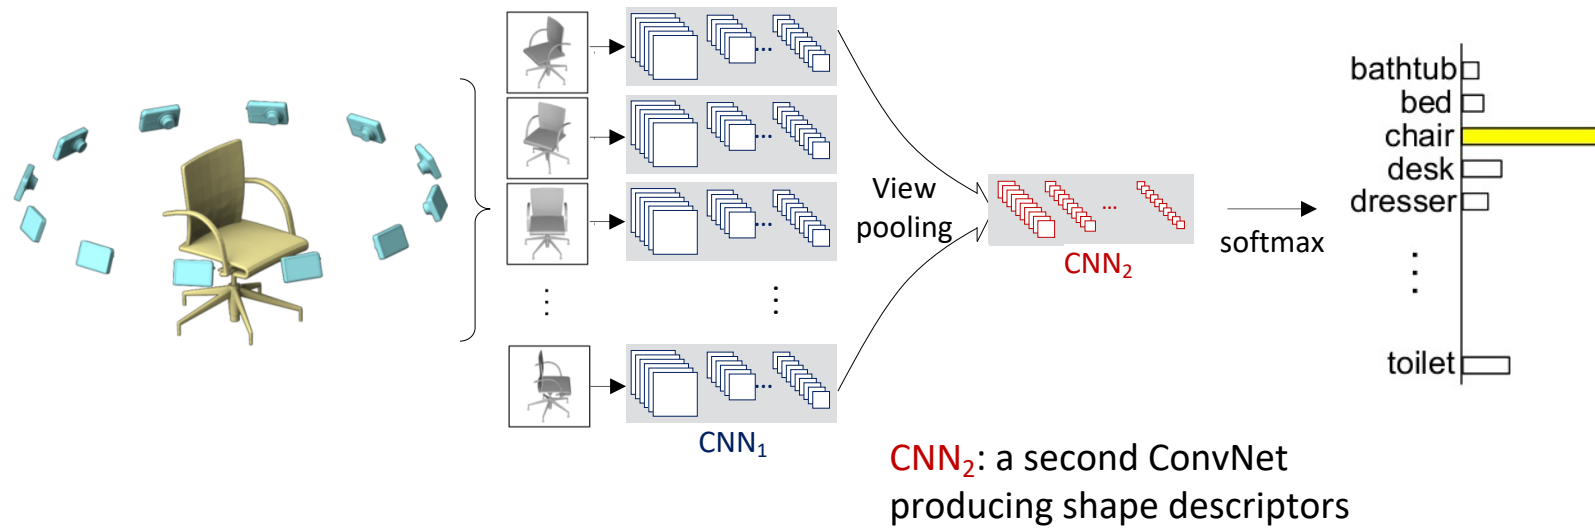 View
pooling
CNN₁
CNN₂
softmax
bathtub
bed
chair
desk
dresser
toilet
CNN₂: a second ConvNet
producing shape descriptors